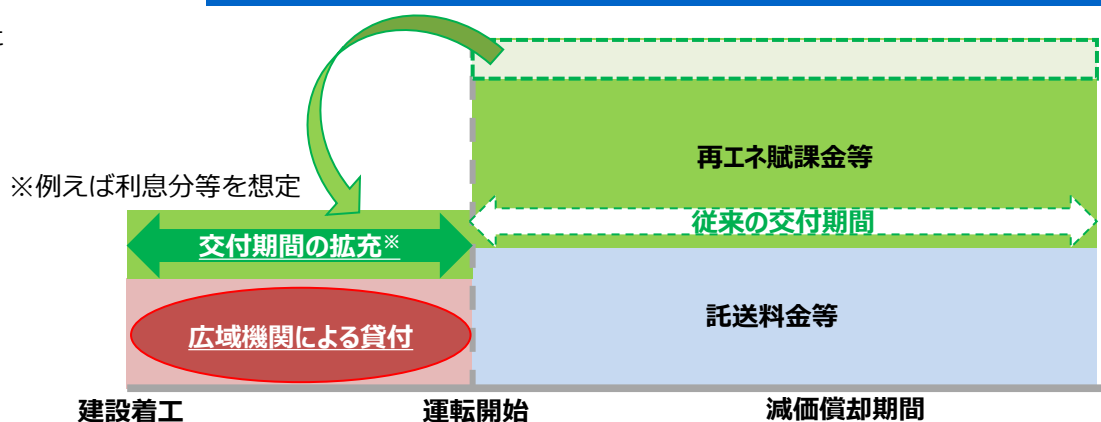 再エネ賦課金等
※例えば利息分等を想定
従来の交付期間
交付期間の拡充※
託送料金等
広域機関による貸付
建設着工
運転開始
減価償却期間